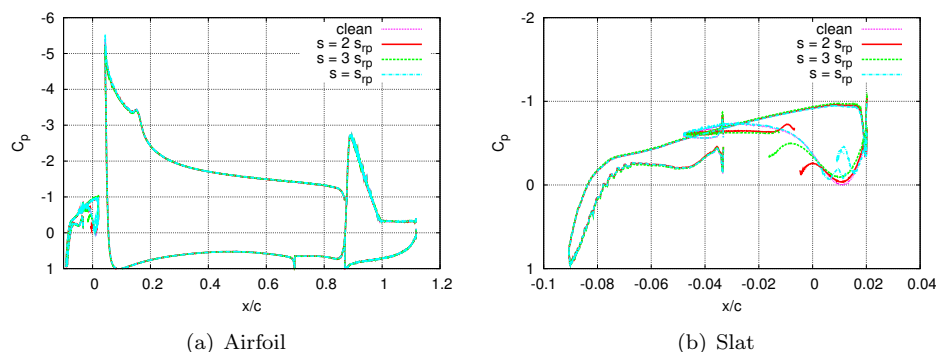 -6
-5
-4
-3
-2
-1
0
1
C_p
0 0.2 0.4 0.6 0.8 1 1.2
x/c
clean
s = 2 s_rp
s = 3 s_rp
s = s_rp
(a) Airfoil
-2
-1
0
1
C_p
-0.1 -0.08 -0.06 -0.04 -0.02 0 0.02 0.04
x/c
clean
s = 2 s_rp
s = 3 s_rp
s = s_rp
(b) Slat